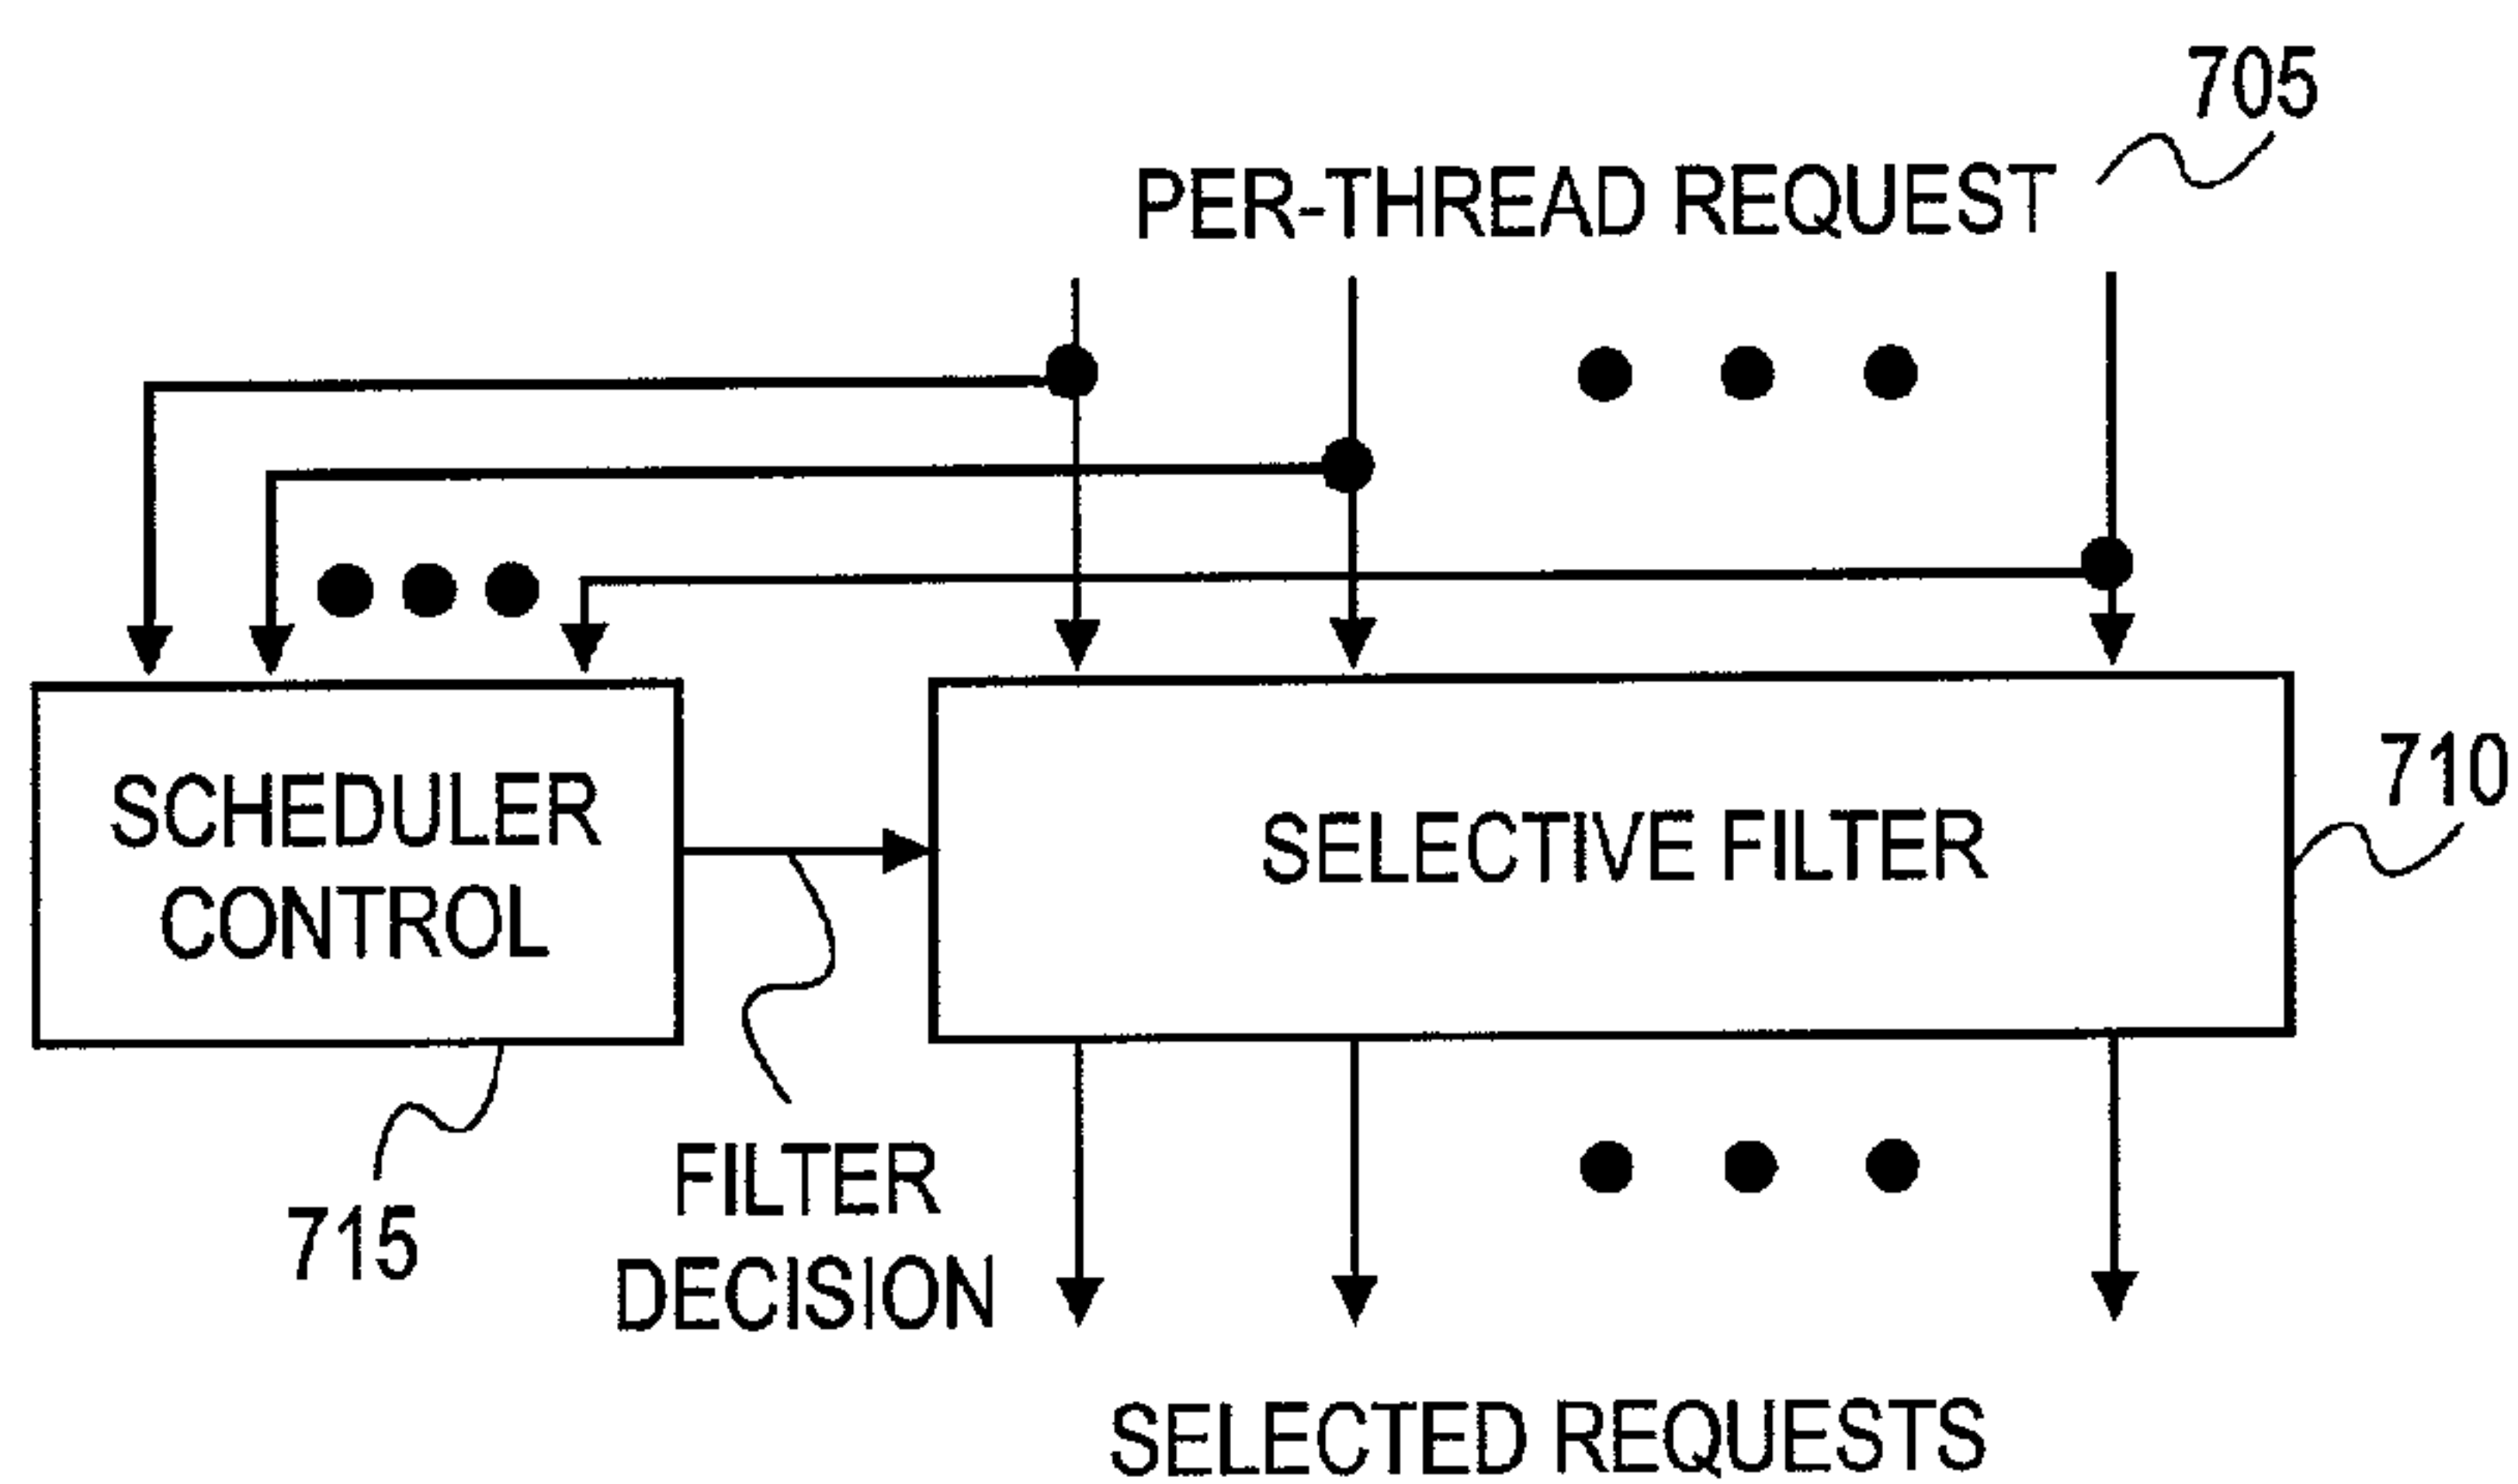 705
PER-THREAD REQUEST
SCHEDULER
CONTROL
SELECTIVE FILTER
710
715
FILTER
DECISION
SELECTED REQUESTS